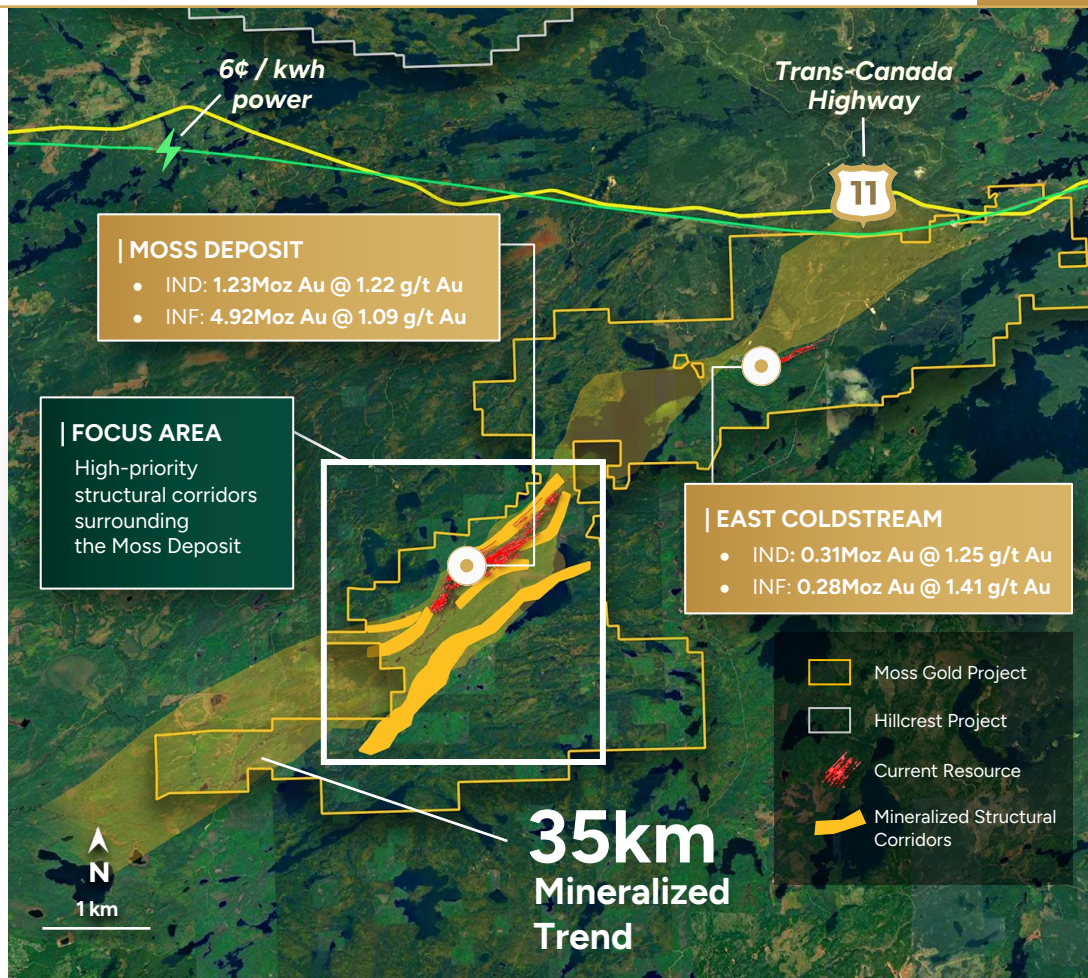 6¢ / kwh
power
Trans-Canada
Highway
11
| MOSS DEPOSIT
• IND: 1.23Moz Au @ 1.22 g/t Au
• INF: 4.92Moz Au @ 1.09 g/t Au
| FOCUS AREA
High-priority
structural corridors
surrounding
the Moss Deposit
| EAST COLDSTREAM
• IND: 0.31Moz Au @ 1.25 g/t Au
• INF: 0.28Moz Au @ 1.41 g/t Au
Moss Gold Project
Hillcrest Project
Current Resource
Mineralized Structural
Corridors
35km
Mineralized
Trend
N
1 km